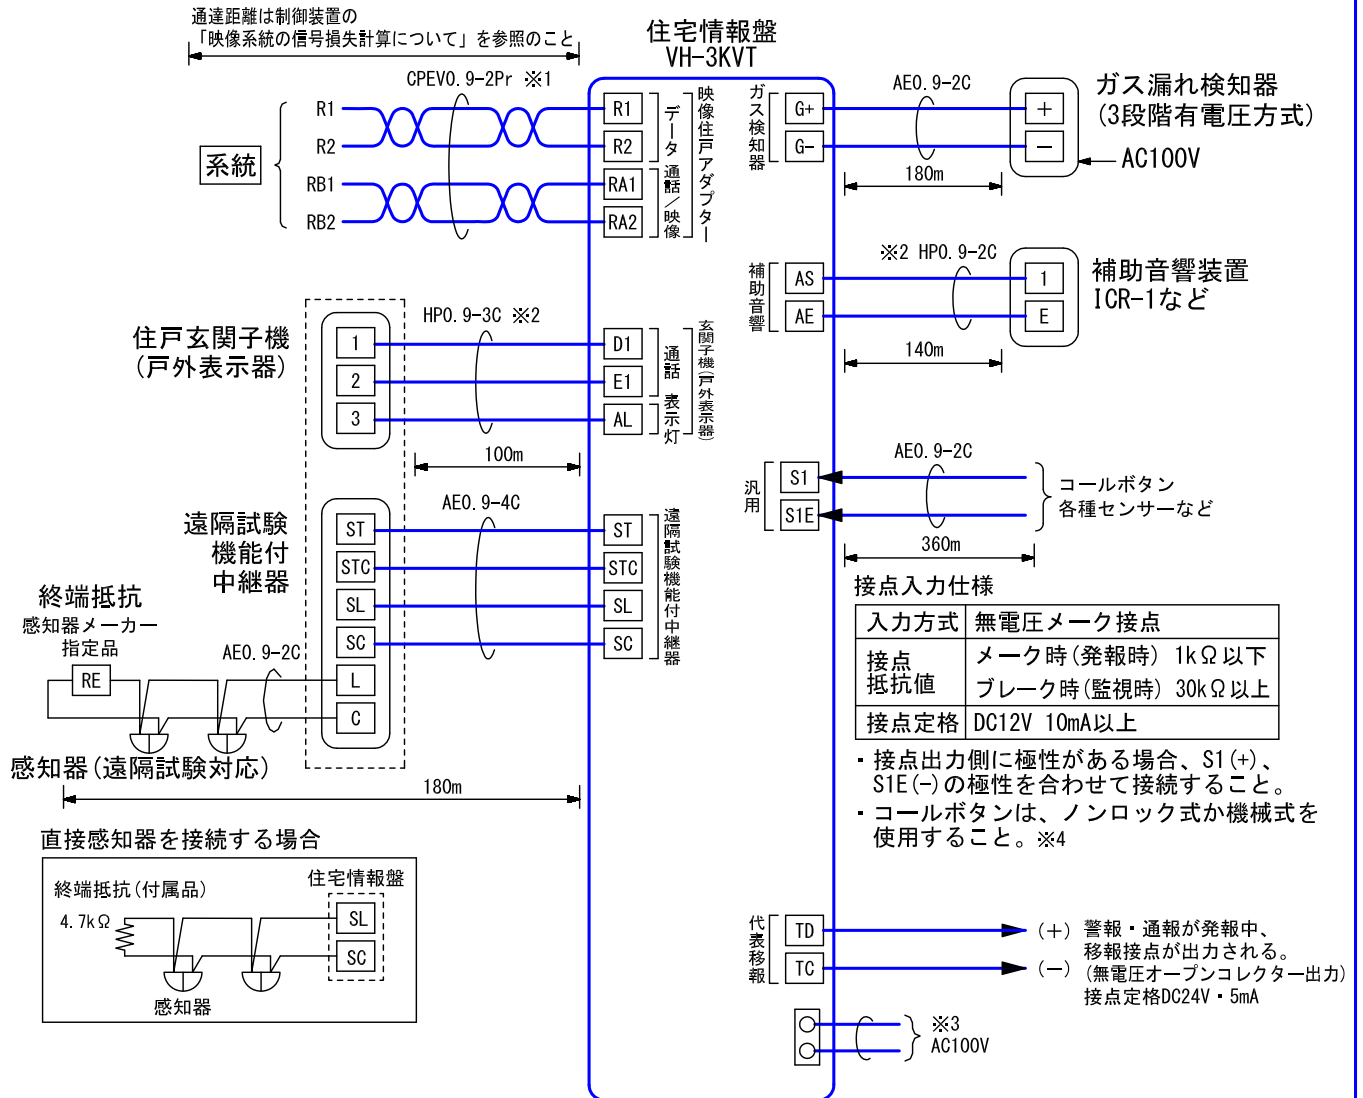 通達距離は制御装置の
「映像系統の信号損失計算について」を参照のこと
住宅情報盤
VH-3KVT
CPEV0.9-2Pr ※1
系統
R1
R2
RB1
RB2
R1
R2
RA1
RA2
データ
通話／映像
映像住戸アダプター
住戸玄関子機
(戸外表示器)
1
2
3
HP0.9-3C ※2
D1
E1
AL
通話
表示灯
玄関子機(戸外表示器)
100m
遠隔試験
機能付
中継器
ST
STC
SL
SC
L
C
AE0.9-4C
ST
STC
SL
SC
遠隔試験機能付中継器
終端抵抗
感知器メーカー
指定品
RE
AE0.9-2C
感知器(遠隔試験対応)
180m
直接感知器を接続する場合
終端抵抗(付属品)
4.7kΩ
住宅情報盤
SL
SC
感知器
ガス検知器
G+
G-
AE0.9-2C
+
-
ガス漏れ検知器
(3段階有電圧方式)
AC100V
180m
補助音響
AS
AE
※2 HP0.9-2C
1
E
補助音響装置
ICR-1など
140m
汎用
S1
S1E
AE0.9-2C
コールボタン
各種センサーなど
360m
接点入力仕様
入力方式 無電圧メーク接点
接点
抵抗値
メーク時(発報時) 1kΩ以下
ブレーク時(監視時) 30kΩ以上
接点定格 DC12V 10mA以上
・接点出力側に極性がある場合、S1(+)、
S1E(-)の極性を合わせて接続すること。
・コールボタンは、ノンロック式か機械式を
使用すること。※4
代表移報
TD
TC
(+)
(-)
警報・通報が発報中、
移報接点が出力される。
(無電圧オープンコレクター出力)
接点定格DC24V・5mA
※3
AC100V